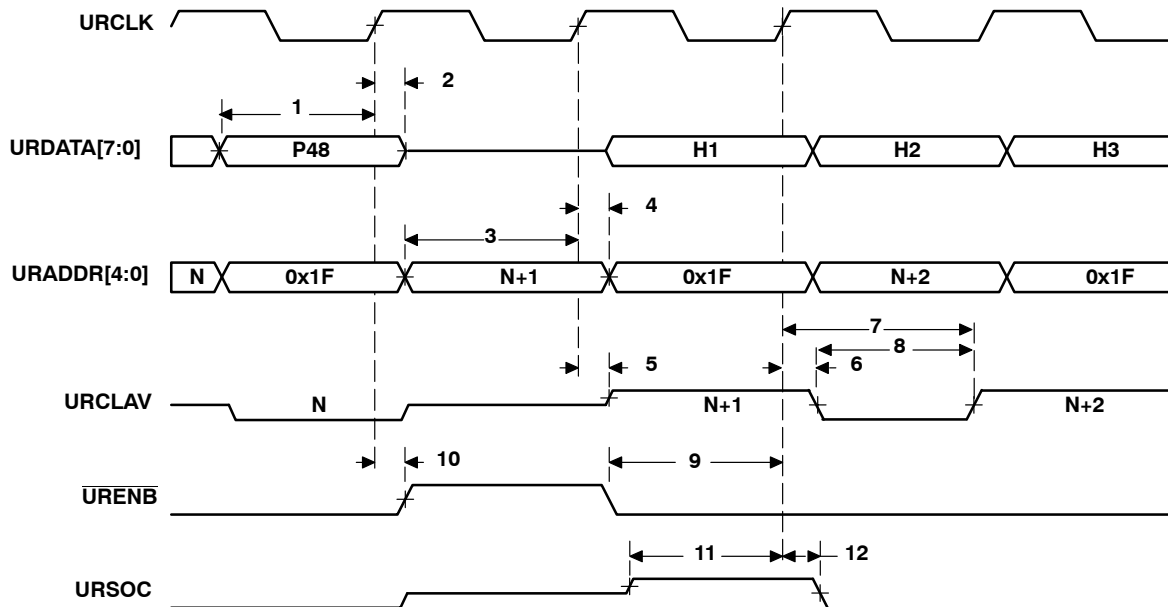 URCLK
2
1
URDATA[7:0] P48 H1 H2 H3
4
3
URADDR[4:0] N 0x1F N+1 0x1F N+2 0x1F
7
8
5 6
URCLAV N N+1 N+2
10 9
URENB
11 12
URSOC